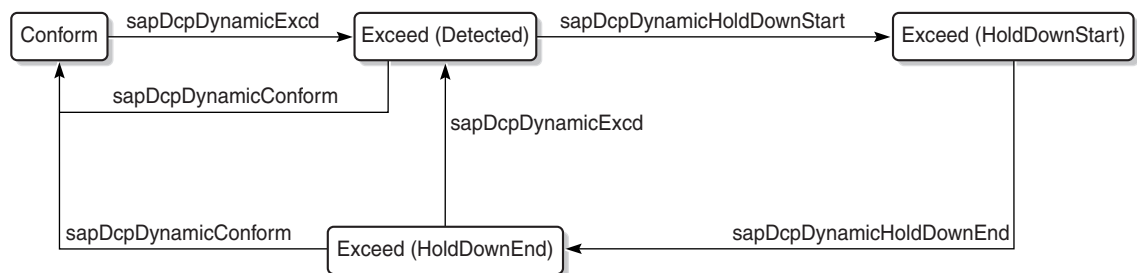 sapDcpDynamicExcd
sapDcpDynamicHoldDownStart
Conform
Exceed (Detected)
Exceed (HoldDownStart)
sapDcpDynamicConform
sapDcpDynamicExcd
sapDcpDynamicConform
sapDcpDynamicHoldDownEnd
Exceed (HoldDownEnd)